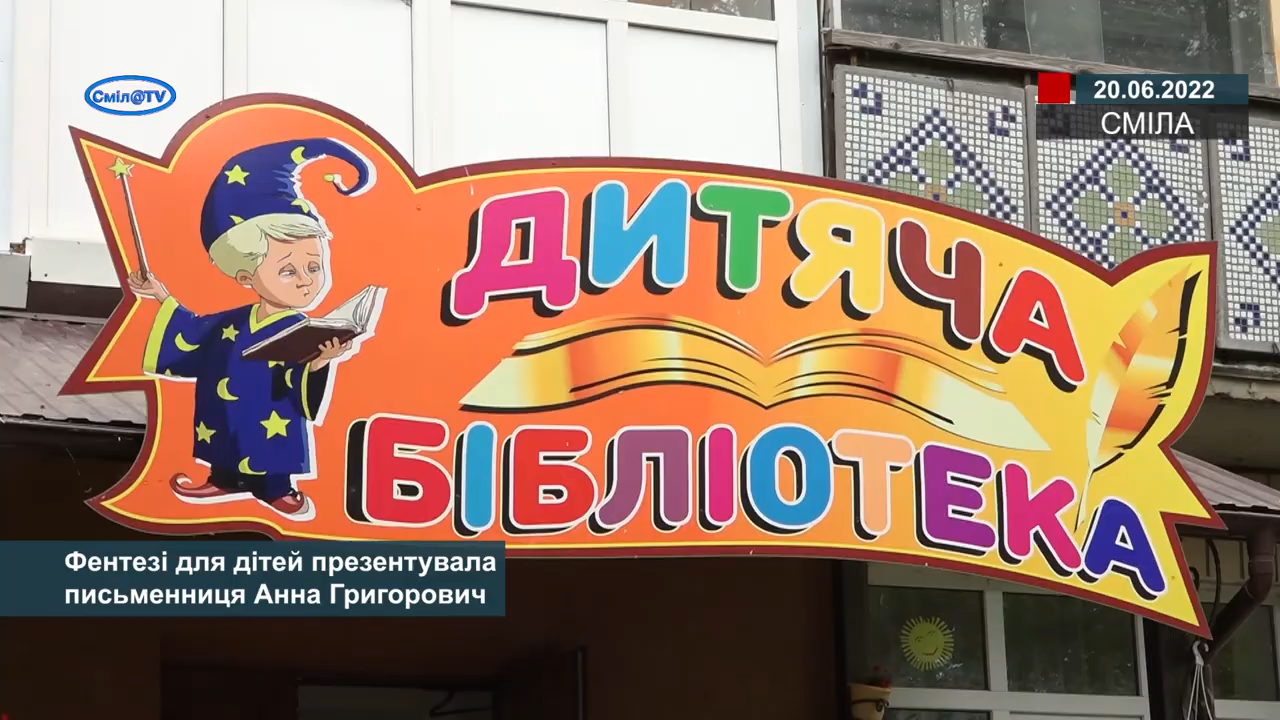 Сміл@TV
20.06.2022
СМІЛА
ДИТЯЧА
БІБЛІОТЕКА
Фентезі для дітей презентувала
письменниця Анна Григорович